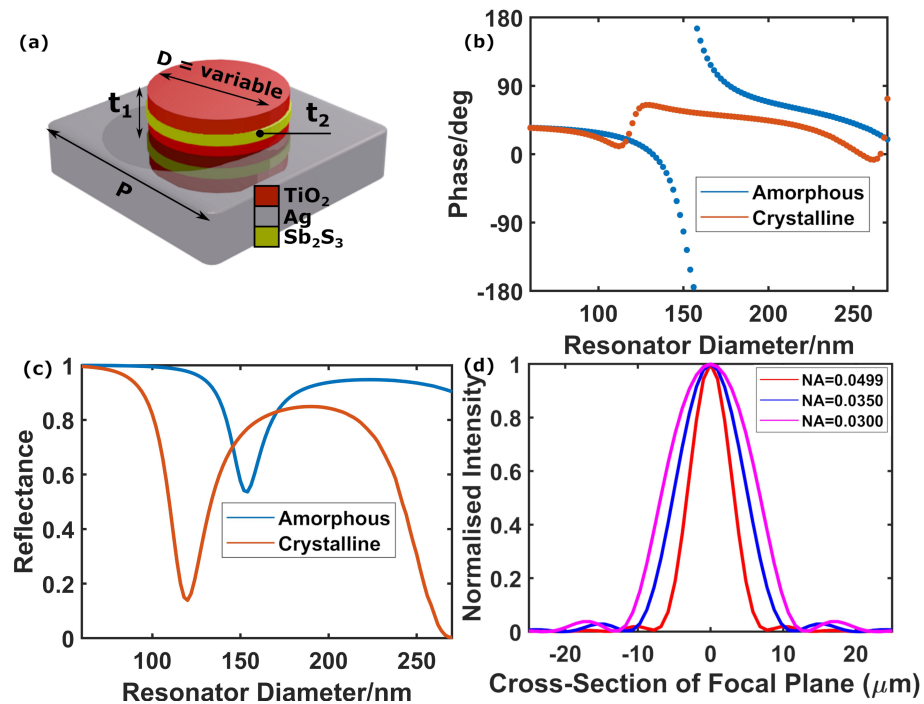 (a)
D = variable
t1
t2
P
TiO2
Ag
Sb2S3
(b)
180
90
0
-90
-180
Phase/deg
Amorphous
Crystalline
100
150
200
250
Resonator Diameter/nm
(c)
1
0.8
0.6
0.4
0.2
0
Reflectance
Amorphous
Crystalline
100
150
200
250
Resonator Diameter/nm
(d)
1
0.8
0.6
0.4
0.2
0
Normalised Intensity
NA=0.0499
NA=0.0350
NA=0.0300
-20
-10
0
10
20
Cross-Section of Focal Plane (μm)